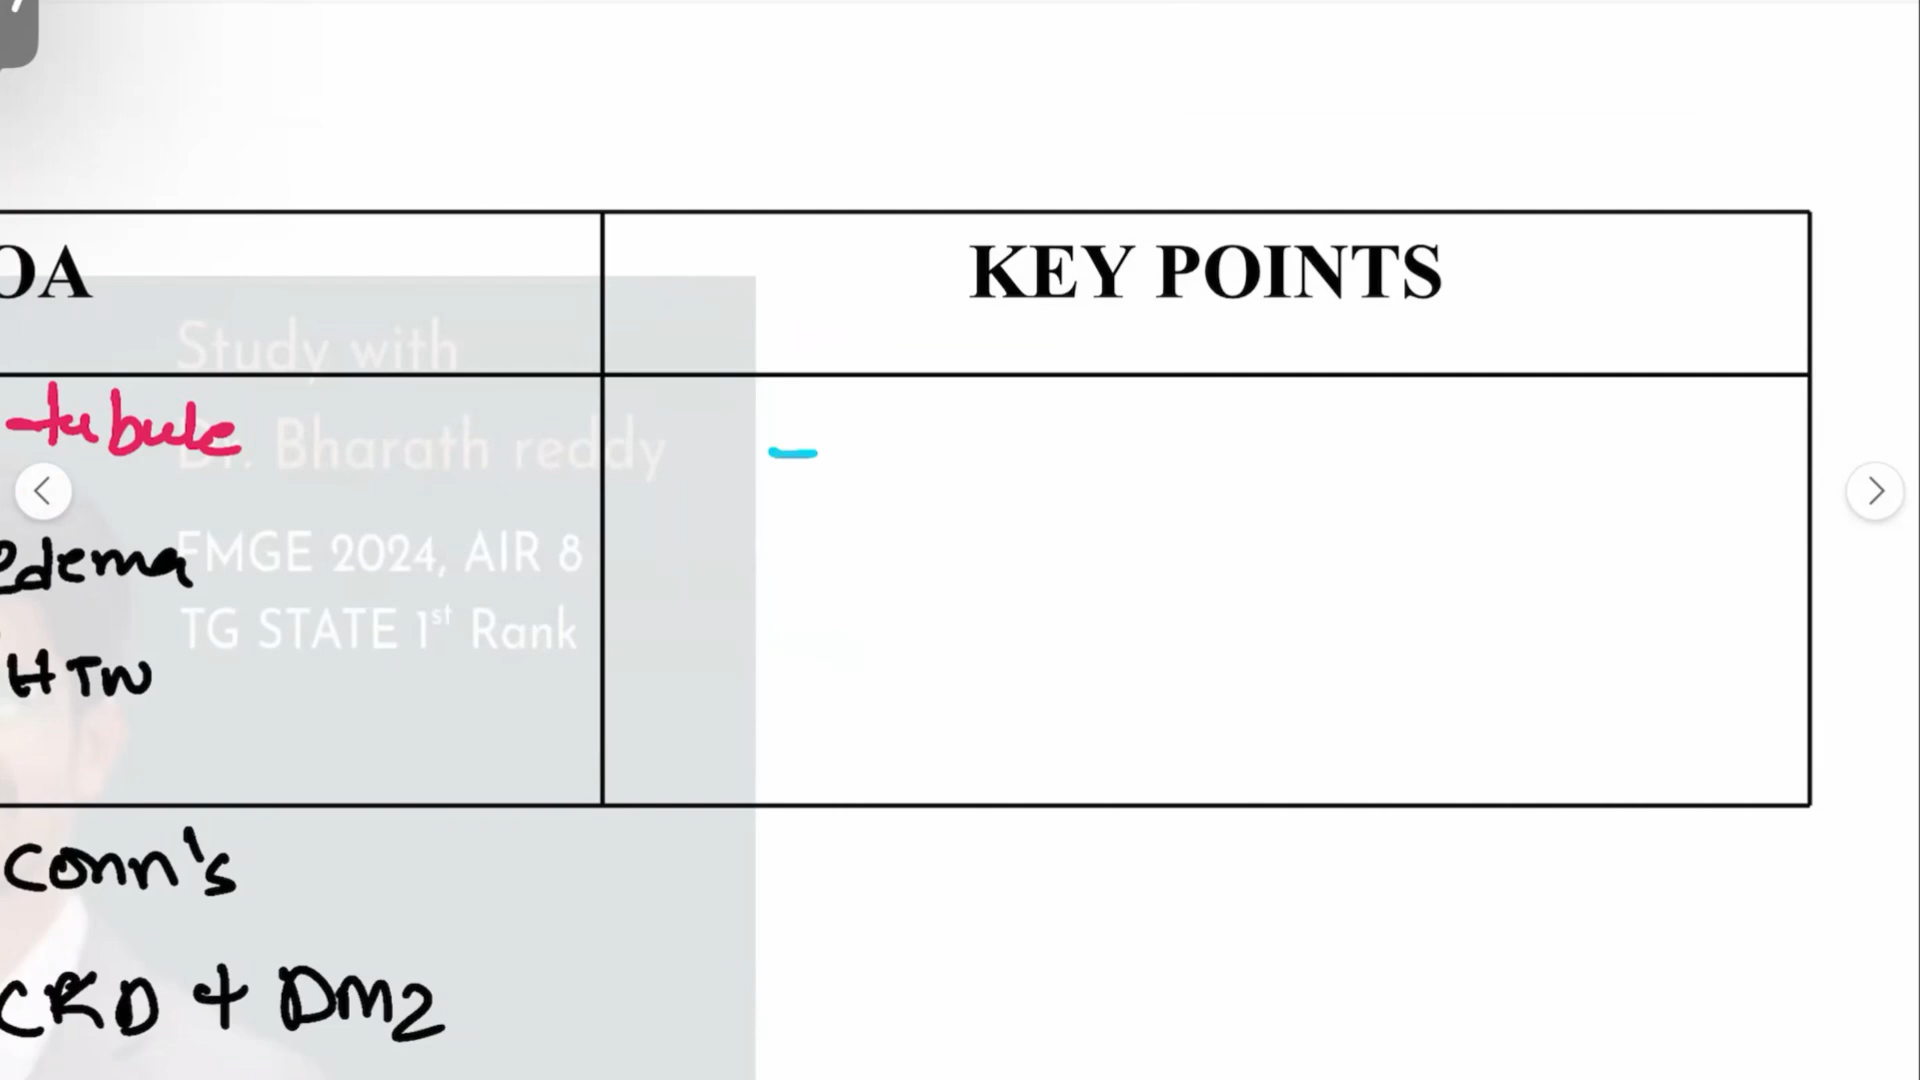 OA
KEY POINTS
Study with
tubule
Dr. Bharath reddy
edema
FMGE 2024, AIR 8
TG STATE 1st Rank
HTN
Conn's
CKD + DM2